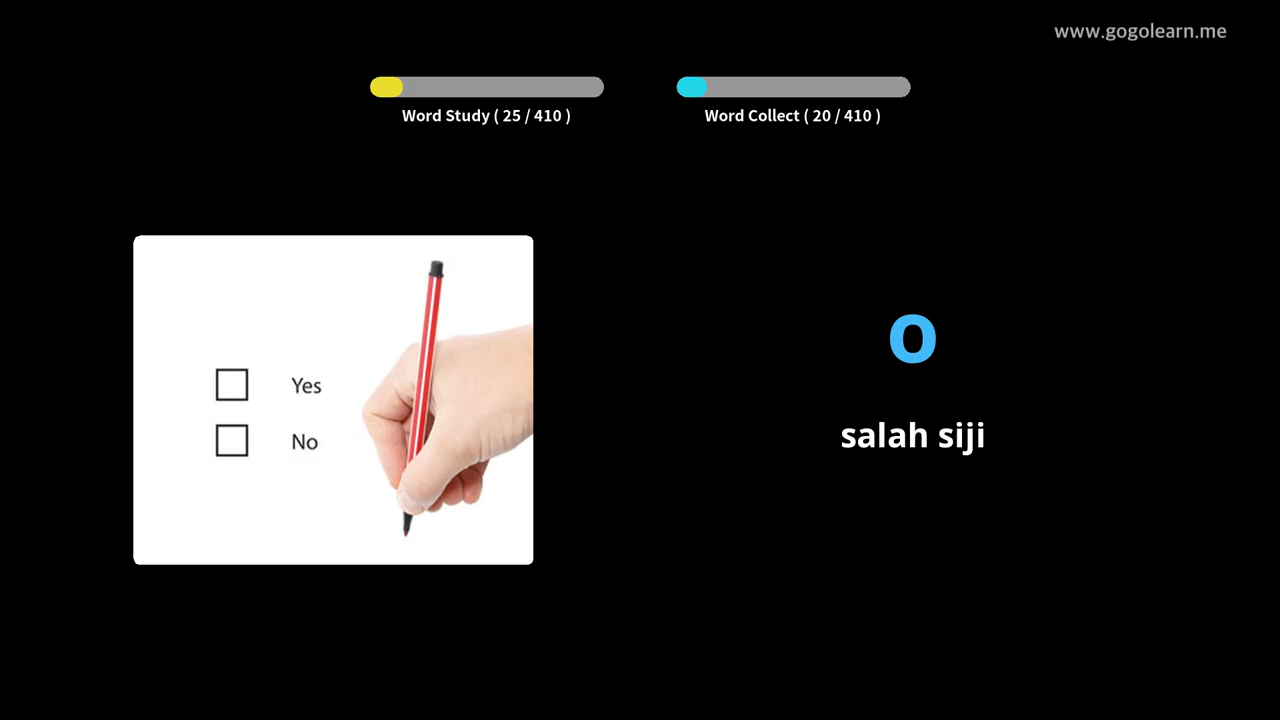 www.gogolearn.me
Word Study ( 25 / 410 )
Word Collect ( 20 / 410 )
Yes
No
o
salah siji